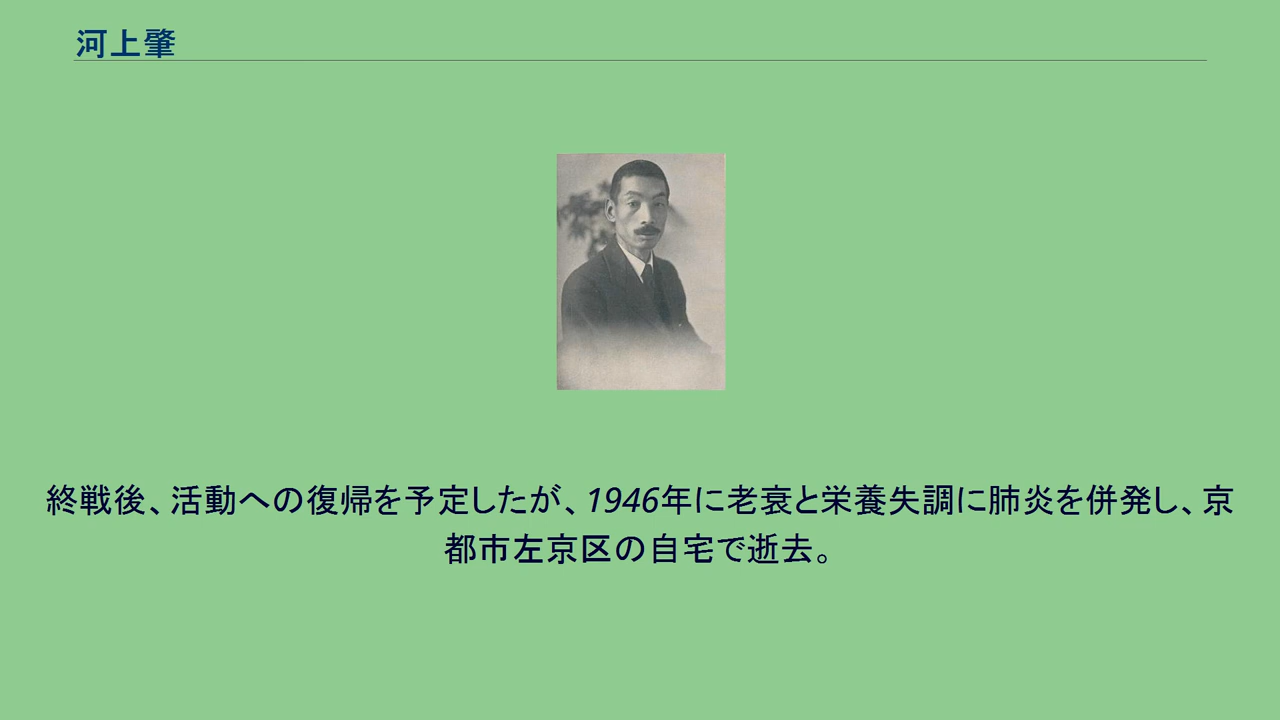 河上肇
終戦後、活動への復帰を予定したが、1946年に老衰と栄養失調に肺炎を併発し、京
都市左京区の自宅で逝去。